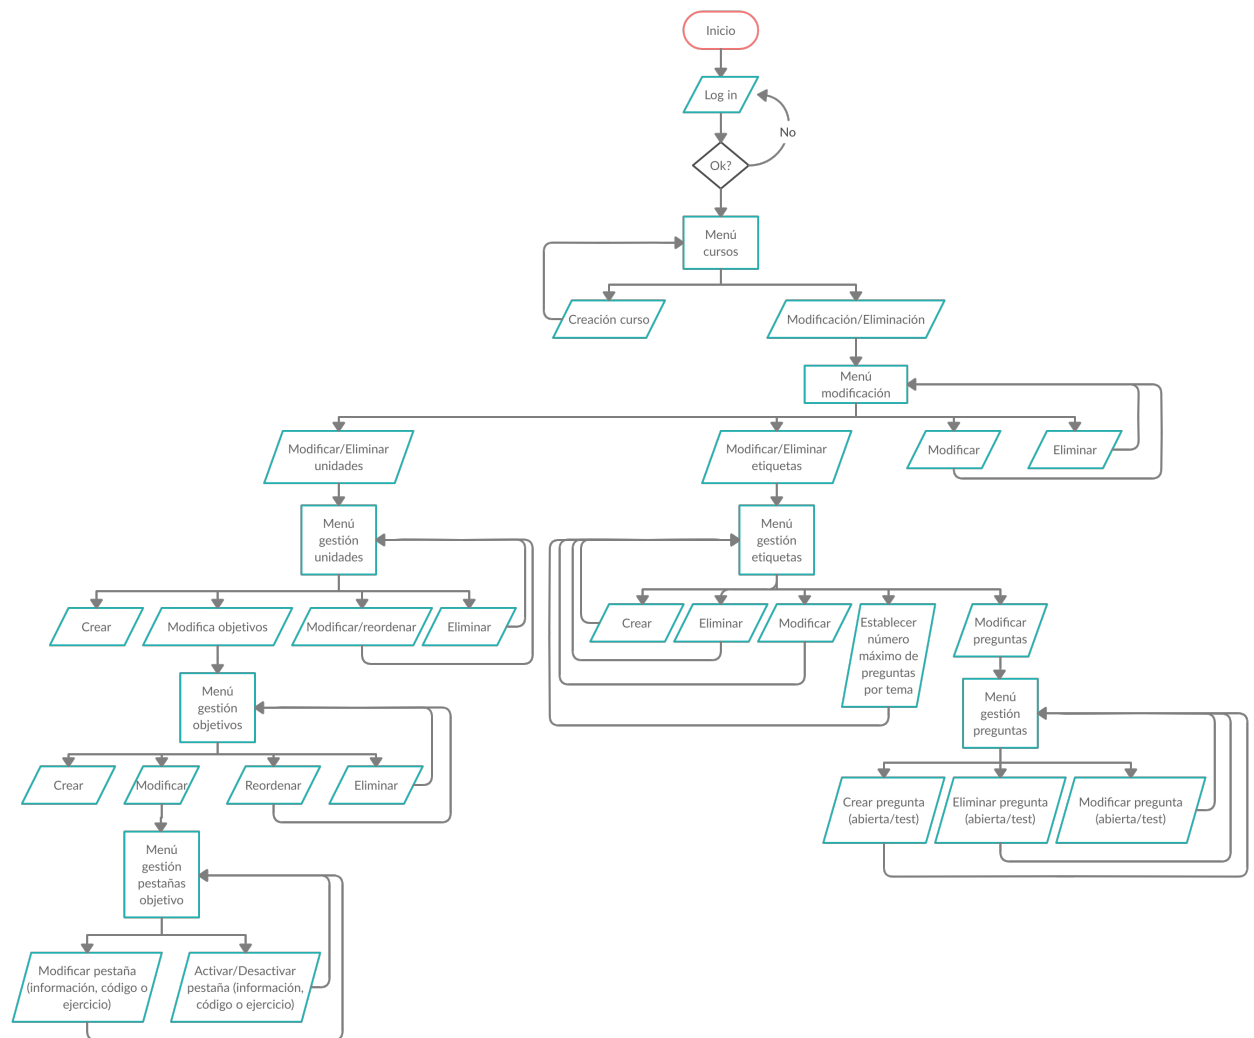 Inicio
Log in
No
Ok?
Menú
cursos
Creación curso
Modificación/Eliminación
Menú
modificación
Modificar/Eliminar
unidades
Modificar/Eliminar
etiquetas
Modificar
Eliminar
Menú
gestión
unidades
Menú
gestión
etiquetas
Crear
Modifica objetivos
Modificar/reordenar
Eliminar
Crear
Eliminar
Modificar
Establecer
número
máximo de
preguntas
por tema
Modificar
preguntas
Menú
gestión
objetivos
Menú
gestión
preguntas
Crear
Modificar
Reordenar
Eliminar
Crear pregunta
(abierta/test)
Eliminar pregunta
(abierta/test)
Modificar pregunta
(abierta/test)
Menú
gestión
pestañas
objetivo
Modificar pestaña
(información, código o
ejercicio)
Activar/Desactivar
pestaña (información,
código o ejercicio)